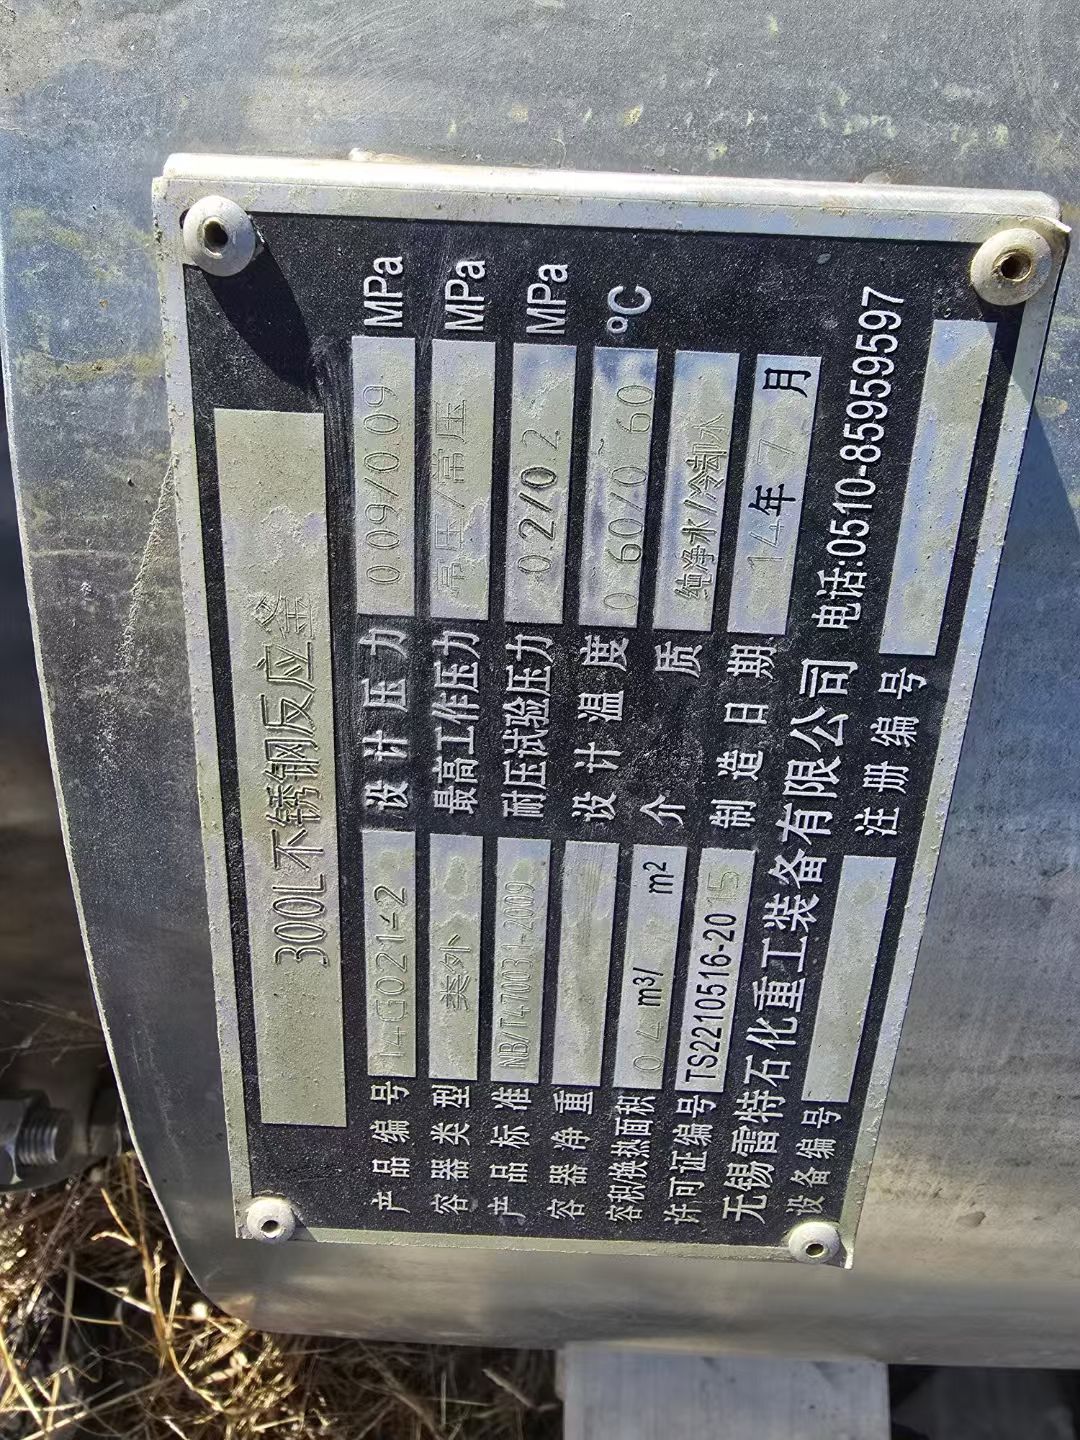 300L不锈钢反应釜
产品编号 14G02142 设计压力 0.09/0.09 MPa
容器类型 类外 最高工作压力 常压/常压 MPa
产品标准 NB/T47003.1-2009 耐压试验压力 0.2/0.2 MPa
容器净重 设计温度 0~60/0~60 ℃
容积/换热面积 0.4 m³/ m² 介质 纯净水/冷却水
许可证编号 TS2210516-2015 制造日期 14年7月
无锡雷特石化重工装备有限公司 电话:0510-85959597
设备编号 注册编号